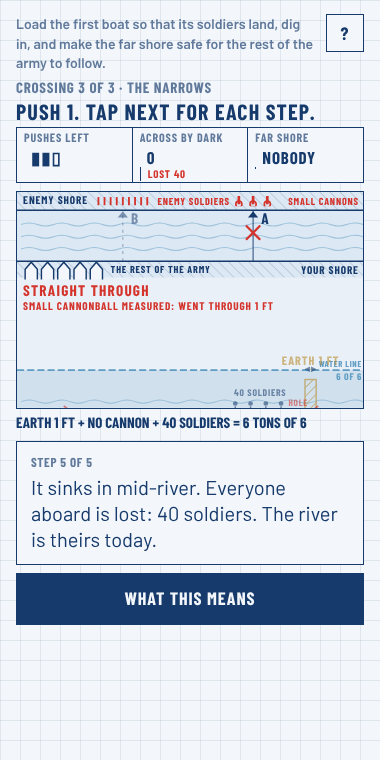 Load the first boat so that its soldiers land, dig
in, and make the far shore safe for the rest of the
army to follow.
?
CROSSING 3 OF 3 · THE NARROWS
PUSH 1. TAP NEXT FOR EACH STEP.
PUSHES LEFT
ACROSS BY DARK
0
LOST 40
FAR SHORE
NOBODY
ENEMY SHORE
ENEMY SOLDIERS
SMALL CANNONS
B
A
THE REST OF THE ARMY
YOUR SHORE
STRAIGHT THROUGH
SMALL CANNONBALL MEASURED: WENT THROUGH 1 FT
EARTH 1 FT
WATER LINE
6 OF 6
40 SOLDIERS
HOLE
EARTH 1 FT + NO CANNON + 40 SOLDIERS = 6 TONS OF 6
STEP 5 OF 5
It sinks in mid-river. Everyone
aboard is lost: 40 soldiers. The river
is theirs today.
WHAT THIS MEANS